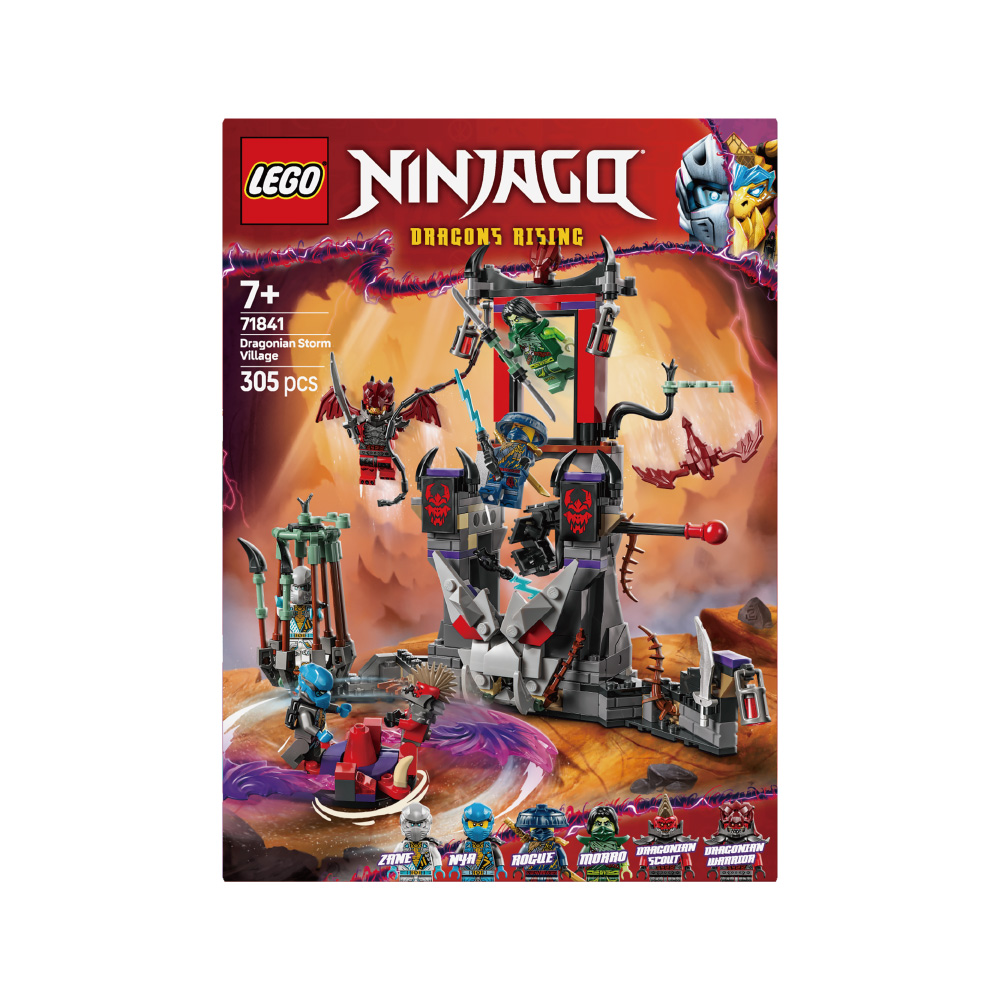 LEGO
NINJAGO
DRAGONS RISING
7+
71841
Dragonian Storm
Village
305 pcs
ZANE
NYA
ROGUE
MORRO
DRAGONIAN
SCOUT
DRAGONIAN
WARRIOR